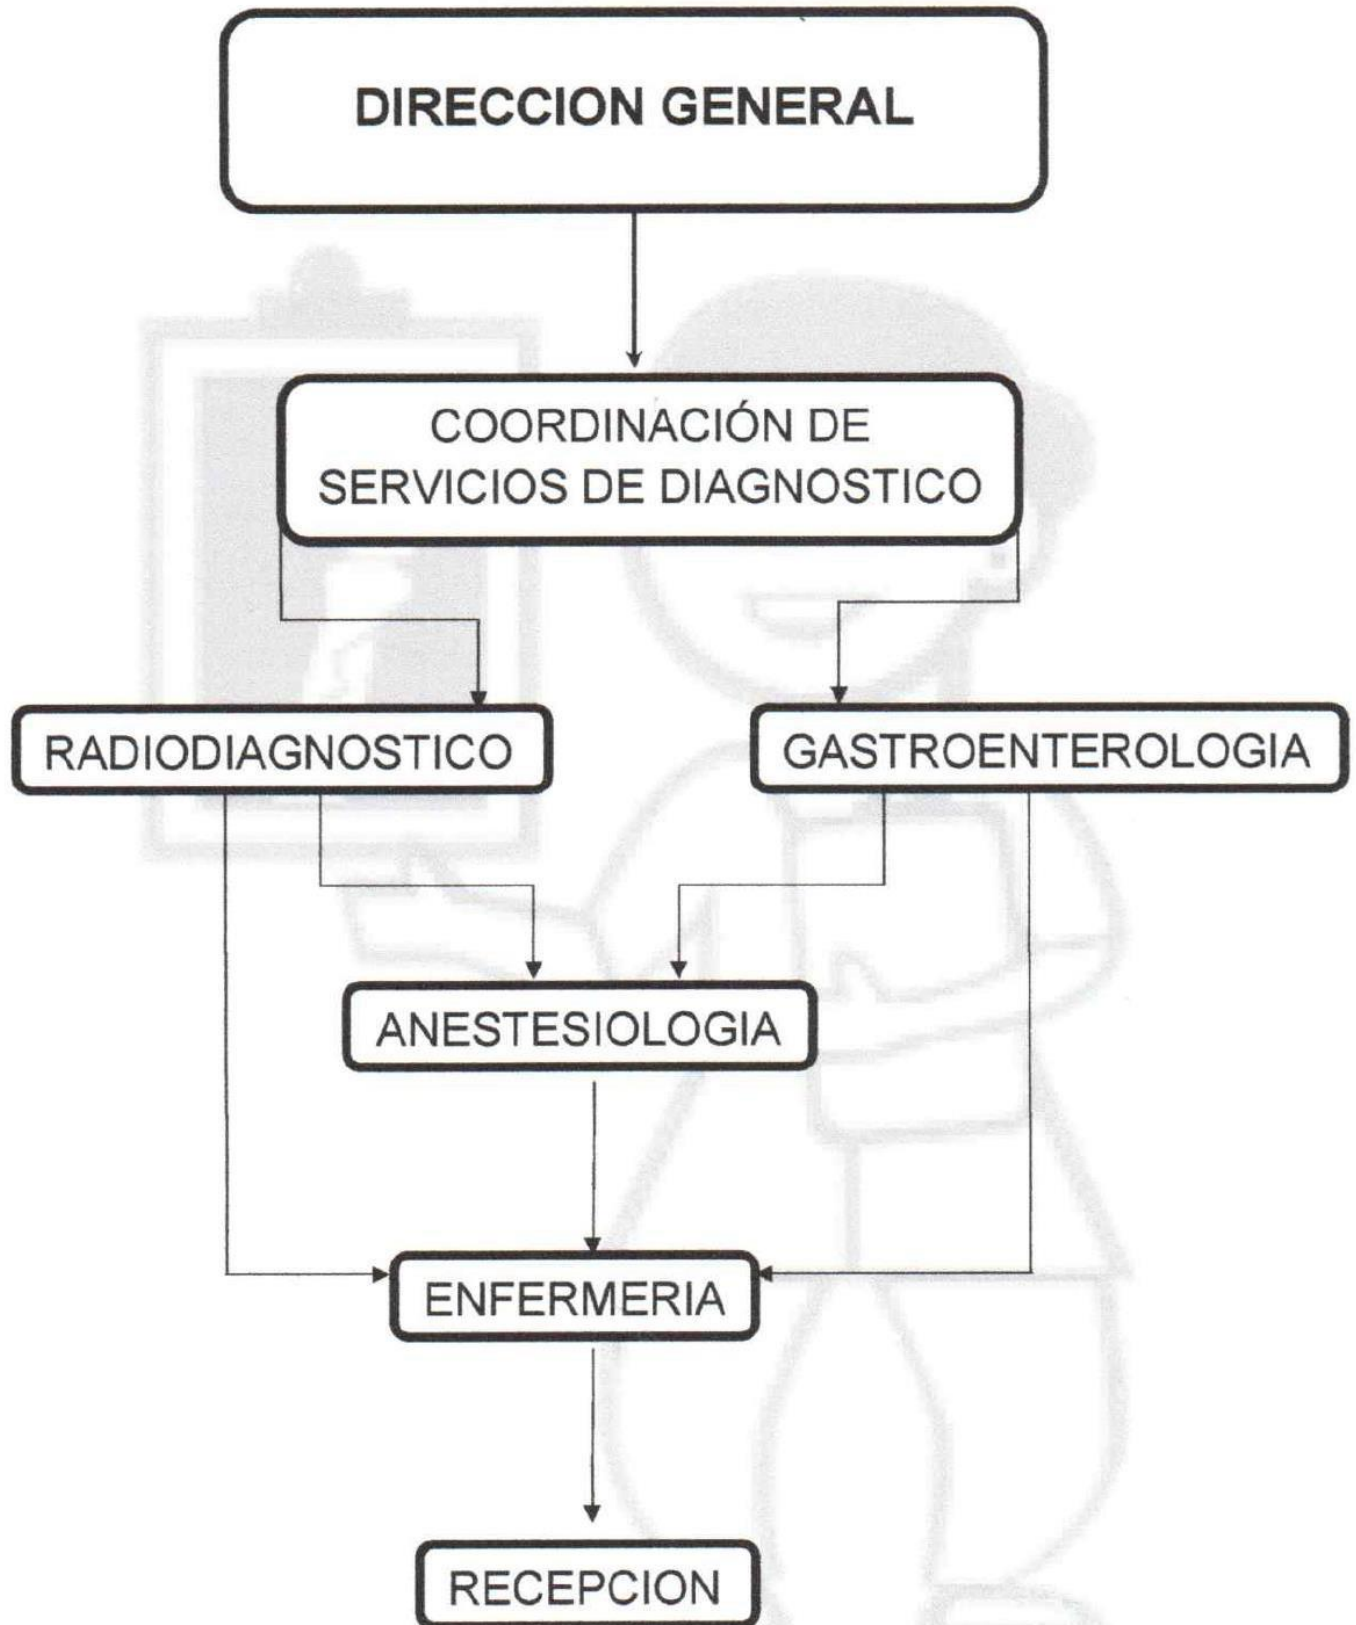 DIRECCION GENERAL
COORDINACIÓN DE
SERVICIOS DE DIAGNOSTICO
RADIODIAGNOSTICO
GASTROENTEROLOGIA
ANESTESIOLOGIA
ENFERMERIA
RECEPCION